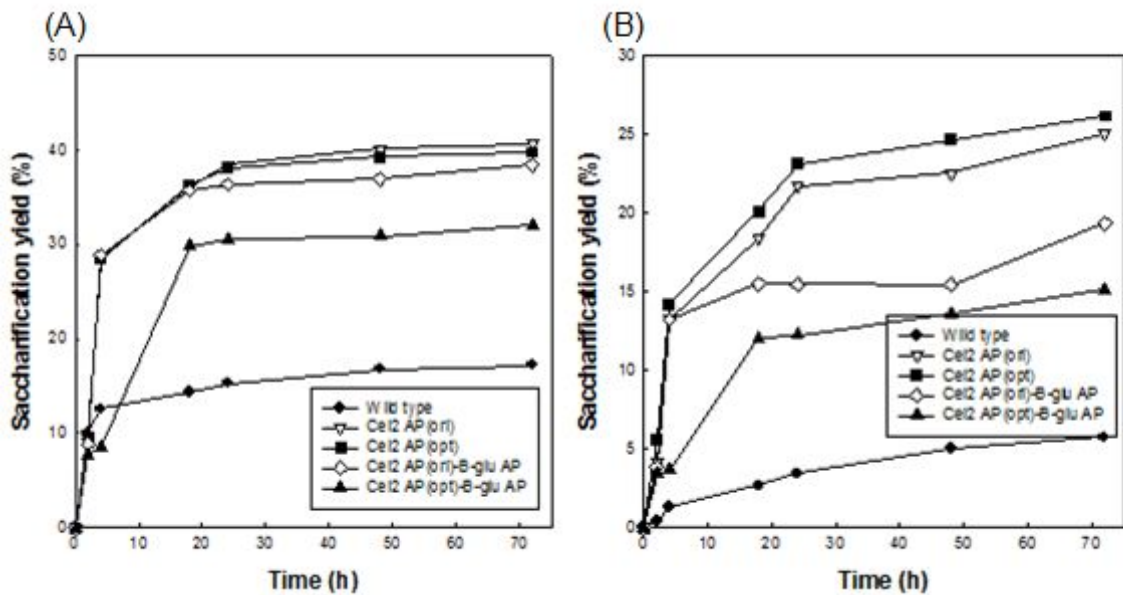 (A)
Saccharification yield (%)
50
40
30
20
10
0
0 10 20 30 40 50 60 70
Time (h)
Wild type
Cel2 AP(ori)
Cel2 AP(opt)
Cel2 AP(ori)-B-glu AP
Cel2 AP(opt)-B-glu AP
(B)
Saccharification yield (%)
30
25
20
15
10
5
0
0 10 20 30 40 50 60 70
Time (h)
Wild type
Cel2 AP(ori)
Cel2 AP(opt)
Cel2 AP(ori)-B-glu AP
Cel2 AP(opt)-B-glu AP